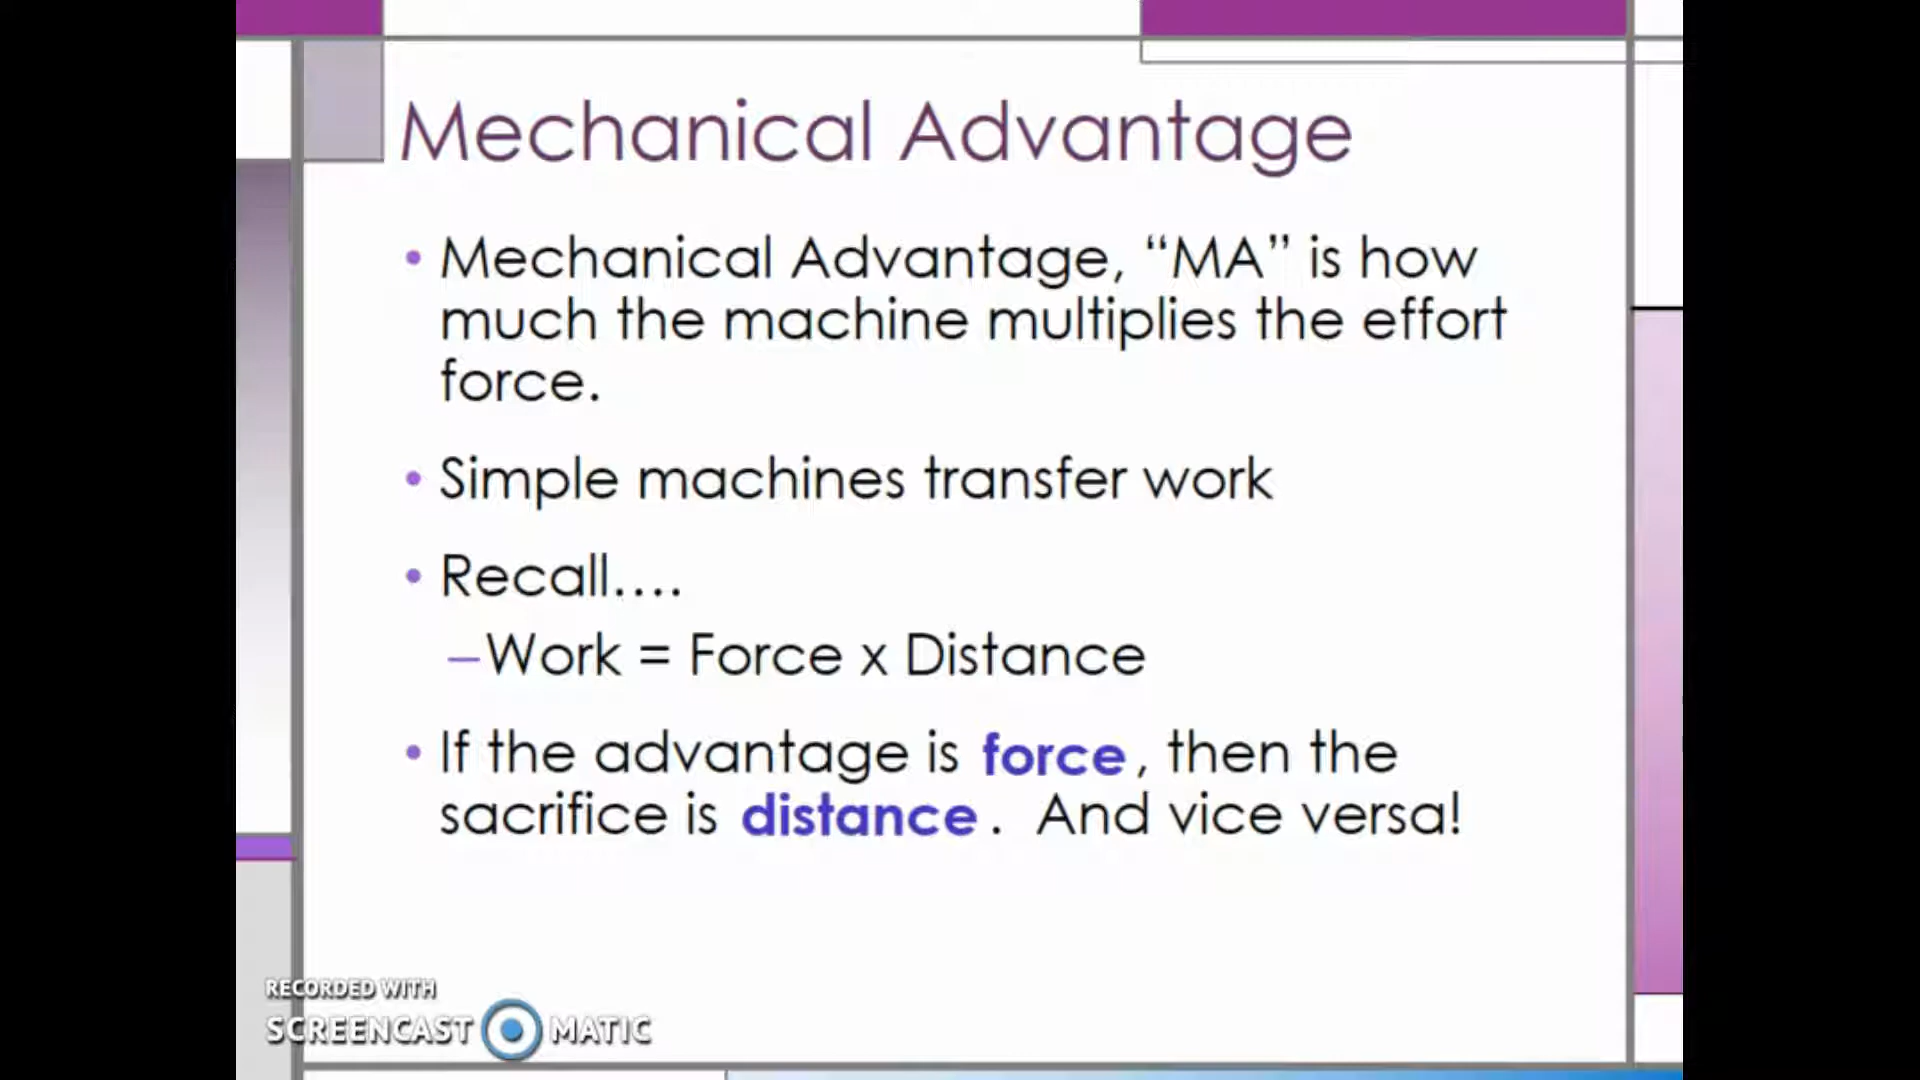 Mechanical Advantage
• Mechanical Advantage, “MA” is how
much the machine multiplies the effort
force.
• Simple machines transfer work
• Recall....
–Work = Force x Distance
• If the advantage is force, then the
sacrifice is distance. And vice versa!
RECORDED WITH
SCREENCAST MATIC